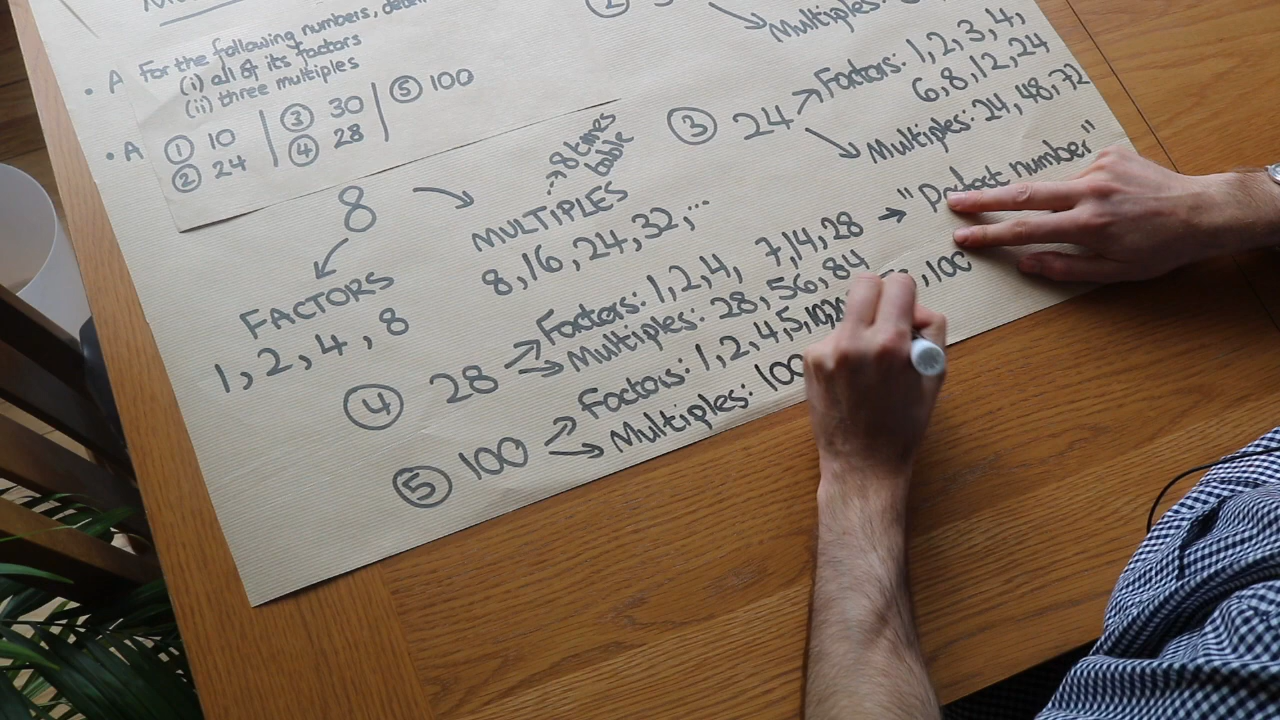 For the following numbers, 
(i) all of its factors
(ii) three multiples
① 10
② 24
③ 30
④ 28
⑤ 100
• A
• A
②
Multiples:
③ 24 → Factors: 1, 2, 3, 4,
6, 8, 12, 24
→ Multiples: 24, 48, 72
8
FACTORS
1, 2, 4, 8
→ 8 times
table
MULTIPLES
8, 16, 24, 32, ...
④ 28 → Factors: 1, 2, 4, 7, 14, 28 → "Perfect number"
→ Multiples: 28, 56, 84
⑤ 100 → Factors: 1, 2, 4, 5, 10, 20 , 100
→ Multiples: 100